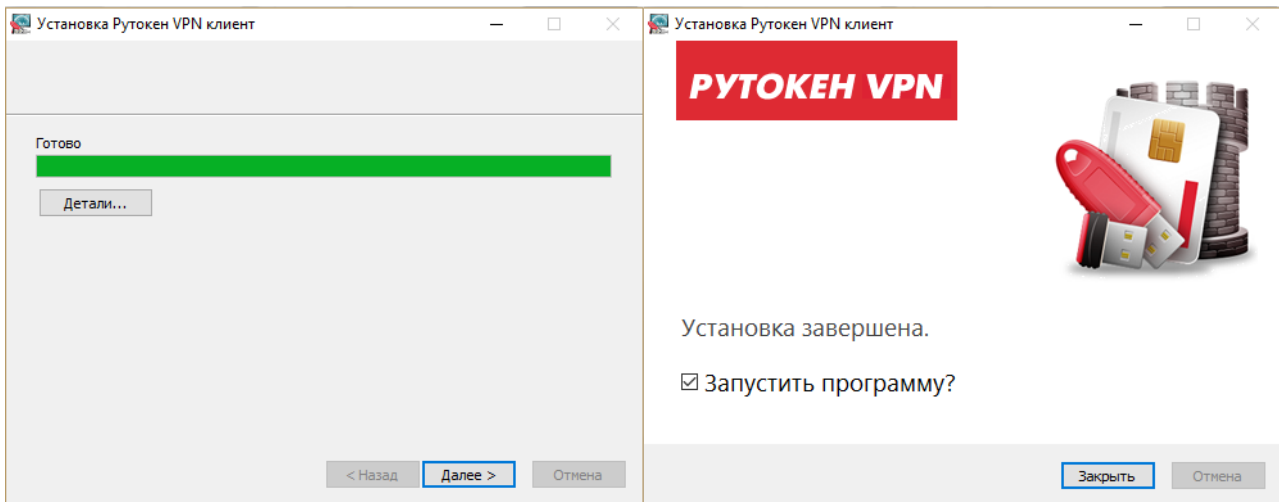 Установка Рутокен VPN клиент
Готово
Детали...
< Назад
Далее >
Отмена
Установка Рутокен VPN клиент
РУТОКЕН VPN
Установка завершена.
Запустить программу?
Закрыть
Отмена